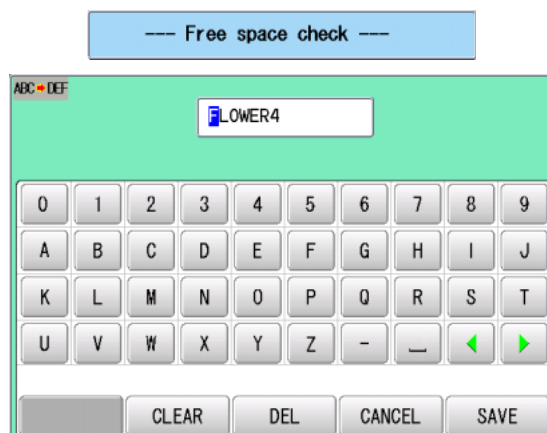 --- Free space check ---
ABC➡DEF
FLOWER4
0 1 2 3 4 5 6 7 8 9
A B C D E F G H I J
K L M N O P Q R S T
U V W X Y Z -
CLEAR DEL CANCEL SAVE